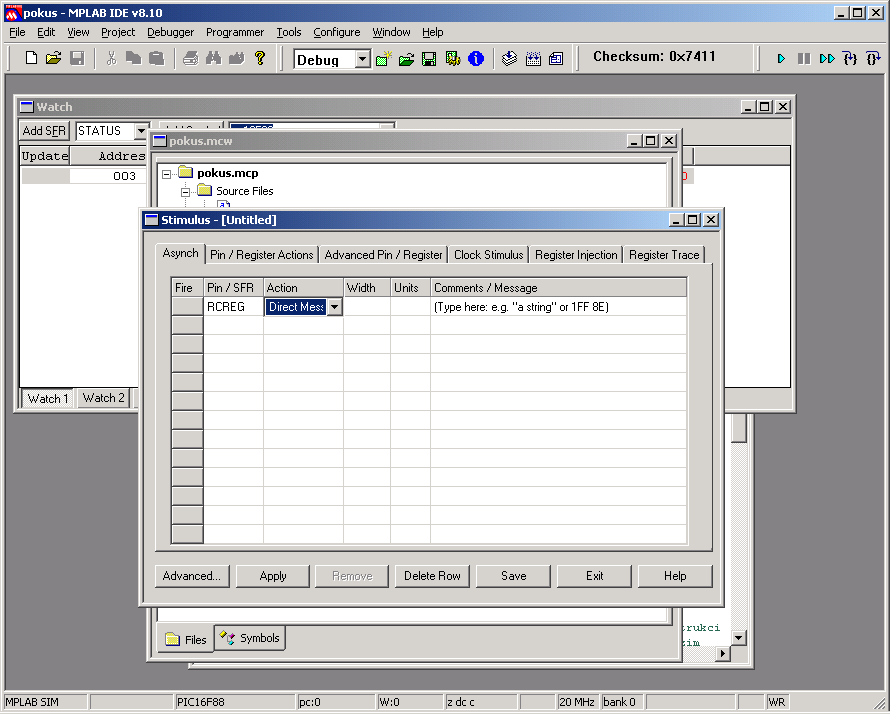 pokus - MPLAB IDE v8.10
File Edit View Project Debugger Programmer Tools Configure Window Help
Debug Checksum: 0x7411
Watch
Add SFR STATUS
Update Addres
003
pokus.mcw
pokus.mcp
Source Files
Stimulus - [Untitled]
Asynch Pin / Register Actions Advanced Pin / Register Clock Stimulus Register Injection Register Trace
Fire Pin / SFR Action Width Units Comments / Message
RCREG Direct Mess (Type here: e.g. "a string" or 1FF 8E)
Watch 1 Watch 2
Advanced... Apply Remove Delete Row Save Exit Help
Files Symbols
trukci
zim
MPLAB SIM PIC16F88 pc:0 W:0 z dc c 20 MHz bank 0 WR